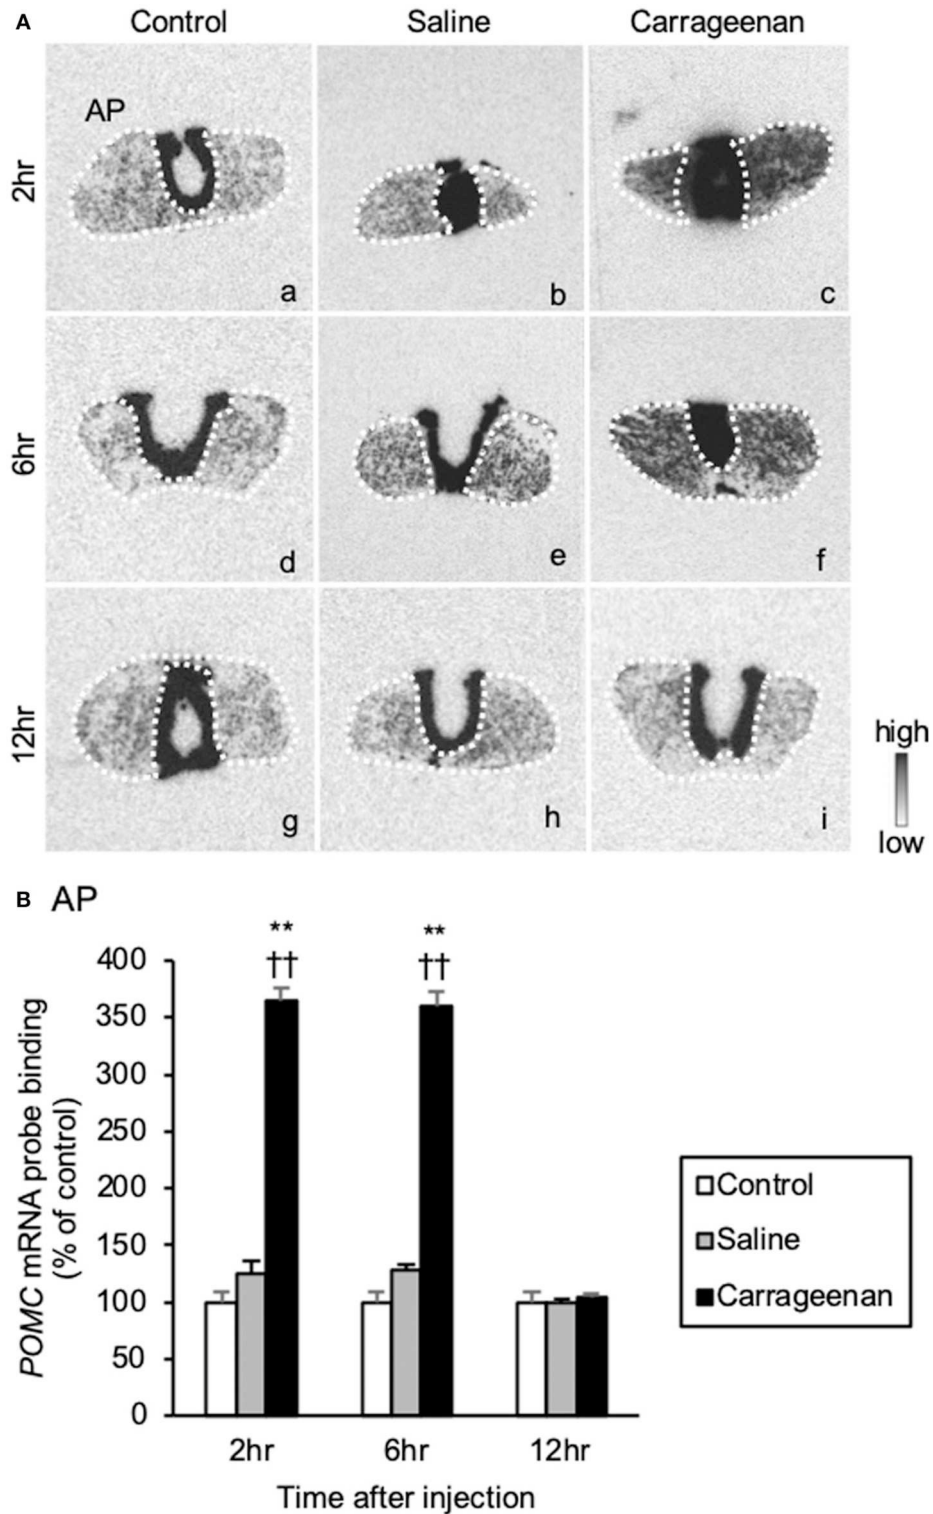 A
Control Saline Carrageenan
AP
2hr
a b c
6hr
d e f
12hr
g h i
high
low
B AP
**
††
**
††
400
350
300
250
200
150
100
50
0
POMC mRNA probe binding
(% of control)
2hr 6hr 12hr
Time after injection
Control
Saline
Carrageenan